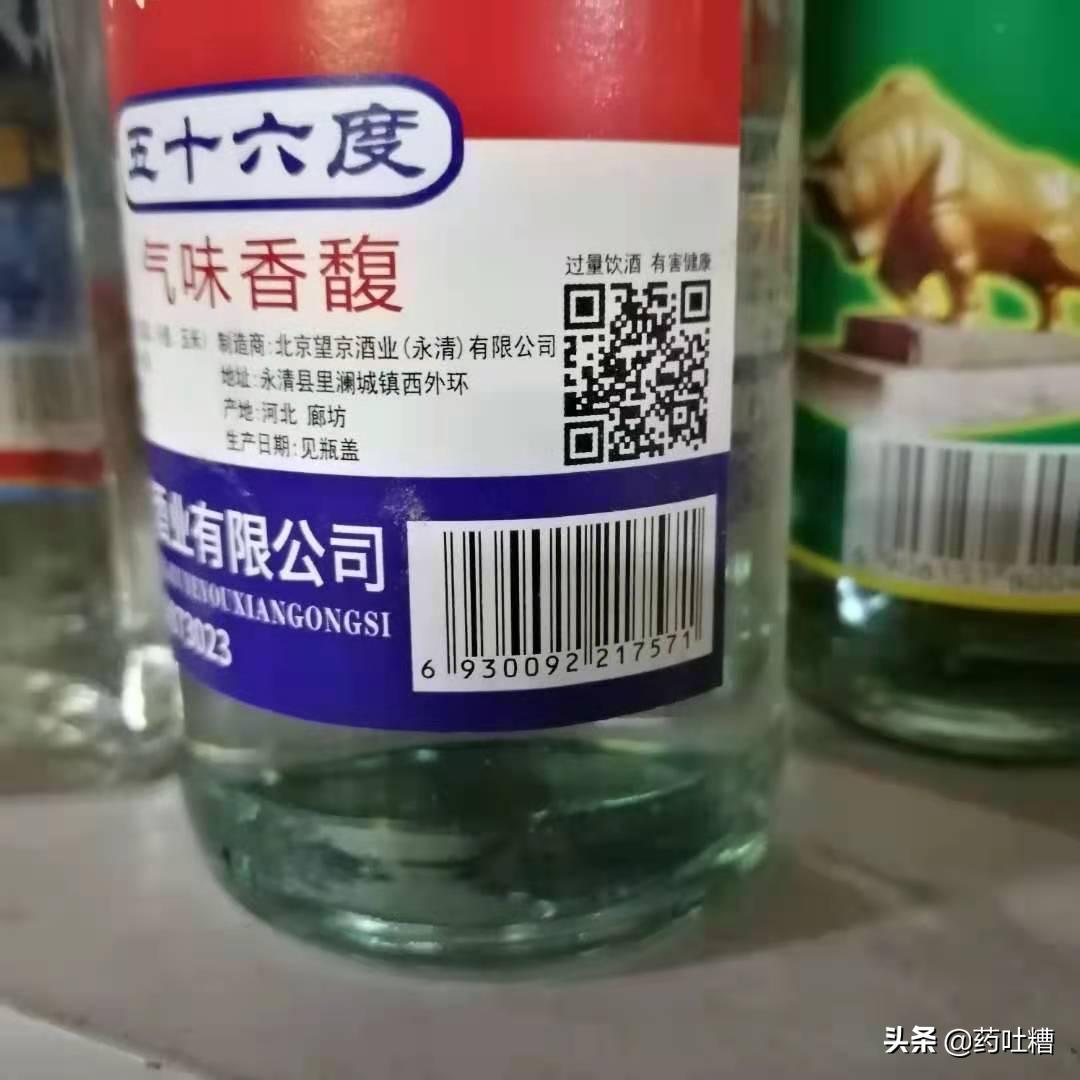 五十六度
气味香馥
过量饮酒 有害健康
制造商:北京望京酒业(永清)有限公司
地址:永清县里澜城镇西外环
产地:河北 廊坊
生产日期:见瓶盖
酒业有限公司
NOUXIANGONGSI
3023
6 930092 217571
头条 @药吐糟